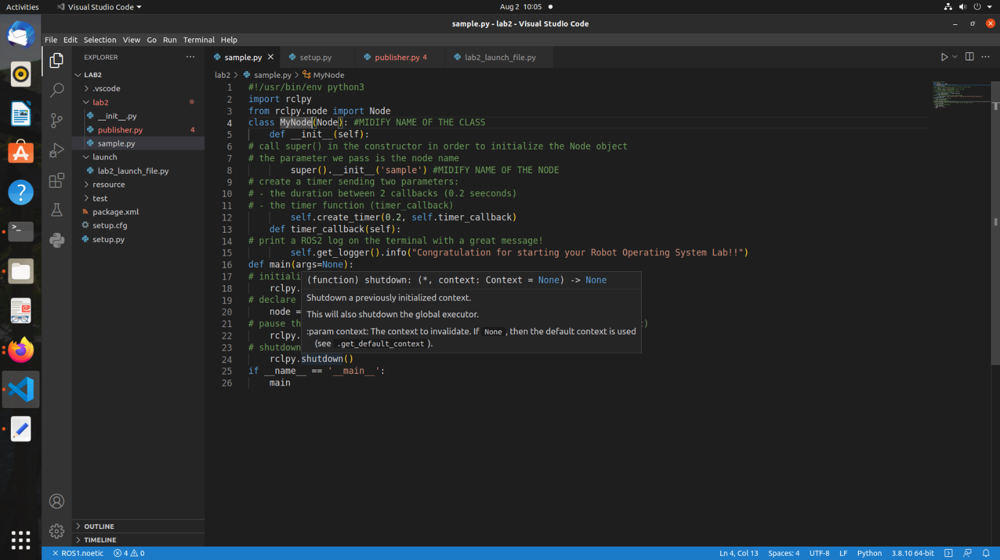 Activities
Visual Studio Code
Aug 2 10:05
sample.py - lab2 - Visual Studio Code
File Edit Selection View Go Run Terminal Help
EXPLORER
LAB2
.vscode
lab2
__init__.py
publisher.py 4
sample.py
launch
lab2_launch_file.py
resource
test
package.xml
setup.cfg
setup.py
OUTLINE
TIMELINE
sample.py
setup.py
publisher.py 4
lab2_launch_file.py
lab2 > sample.py > MyNode
1 #!/usr/bin/env python3
2 import rclpy
3 from rclpy.node import Node
4 class MyNode(Node): #MIDIFY NAME OF THE CLASS
5 def __init__(self):
6 # call super() in the constructor in order to initialize the Node object
7 # the parameter we pass is the node name
8 super().__init__('sample') #MIDIFY NAME OF THE NODE
9 # create a timer sending two parameters:
10 # - the duration between 2 callbacks (0.2 seeconds)
11 # - the timer function (timer_callback)
12 self.create_timer(0.2, self.timer_callback)
13 def timer_callback(self):
14 # print a ROS2 log on the terminal with a great message!
15 self.get_logger().info("Congratulation for starting your Robot Operating System Lab!!")
16 def main(args=None):
17 # initiali
18 rclpy.
19 # declare
20 node =
21 # pause th )
22 rclpy.
23 # shutdown
24 rclpy.shutdown()
25 if __name__ == '__main__':
26 main
(function) shutdown: (*, context: Context = None) -> None
Shutdown a previously initialized context.
This will also shutdown the global executor.
:param context: The context to invalidate. If None, then the default context is used
(see .get_default_context ).
ROS1.noetic 4 0
Ln 4, Col 13 Spaces: 4 UTF-8 LF Python 3.8.10 64-bit